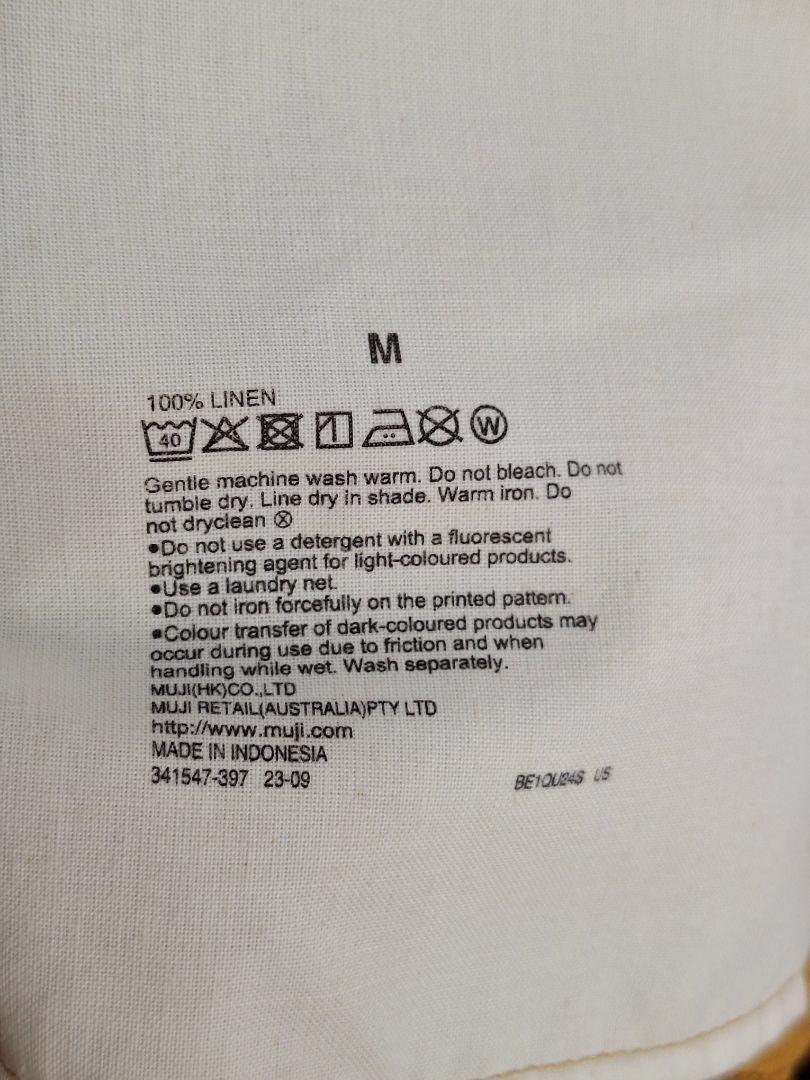 M
100% LINEN
40 W
Gentle machine wash warm. Do not bleach. Do not
tumble dry. Line dry in shade. Warm iron. Do
not dryclean ⓧ
•Do not use a detergent with a fluorescent
brightening agent for light-coloured products.
•Use a laundry net.
•Do not iron forcefully on the printed pattern.
•Colour transfer of dark-coloured products may
occur during use due to friction and when
handling while wet. Wash separately.
MUJI(HK)CO.,LTD
MUJI RETAIL(AUSTRALIA)PTY LTD
http://www.muji.com
MADE IN INDONESIA
341547-397 23-09
US